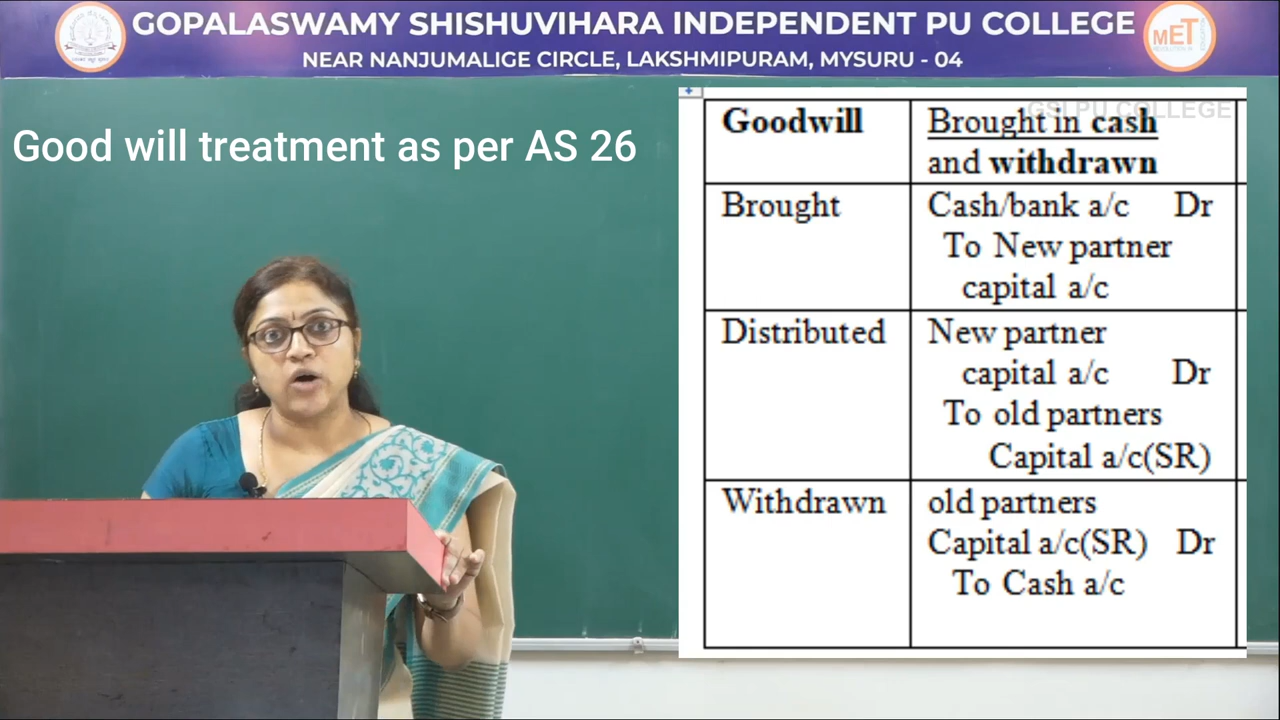 GOPALASWAMY SHISHUVIHARA INDEPENDENT PU COLLEGE
NEAR NANJUMALIGE CIRCLE, LAKSHMIPURAM, MYSURU - 04
MET
GSI PU COLLEGE
Good will treatment as per AS 26
Goodwill
Brought in cash
and withdrawn
Brought
Cash/bank a/c Dr
To New partner
capital a/c
Distributed
New partner
capital a/c Dr
To old partners
Capital a/c(SR)
Withdrawn
old partners
Capital a/c(SR) Dr
To Cash a/c